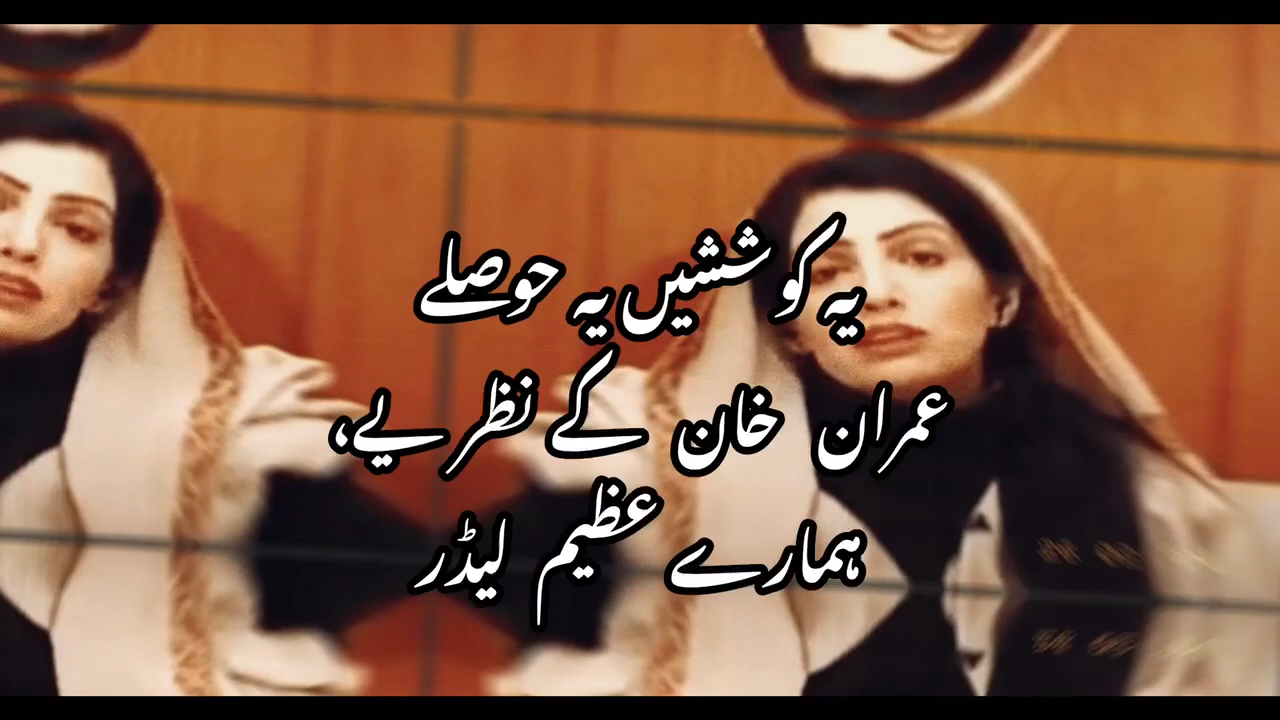 یہ کوششیں یہ حوصلے
عمران خان کے نظریے،
ہمارے عظیم لیڈر